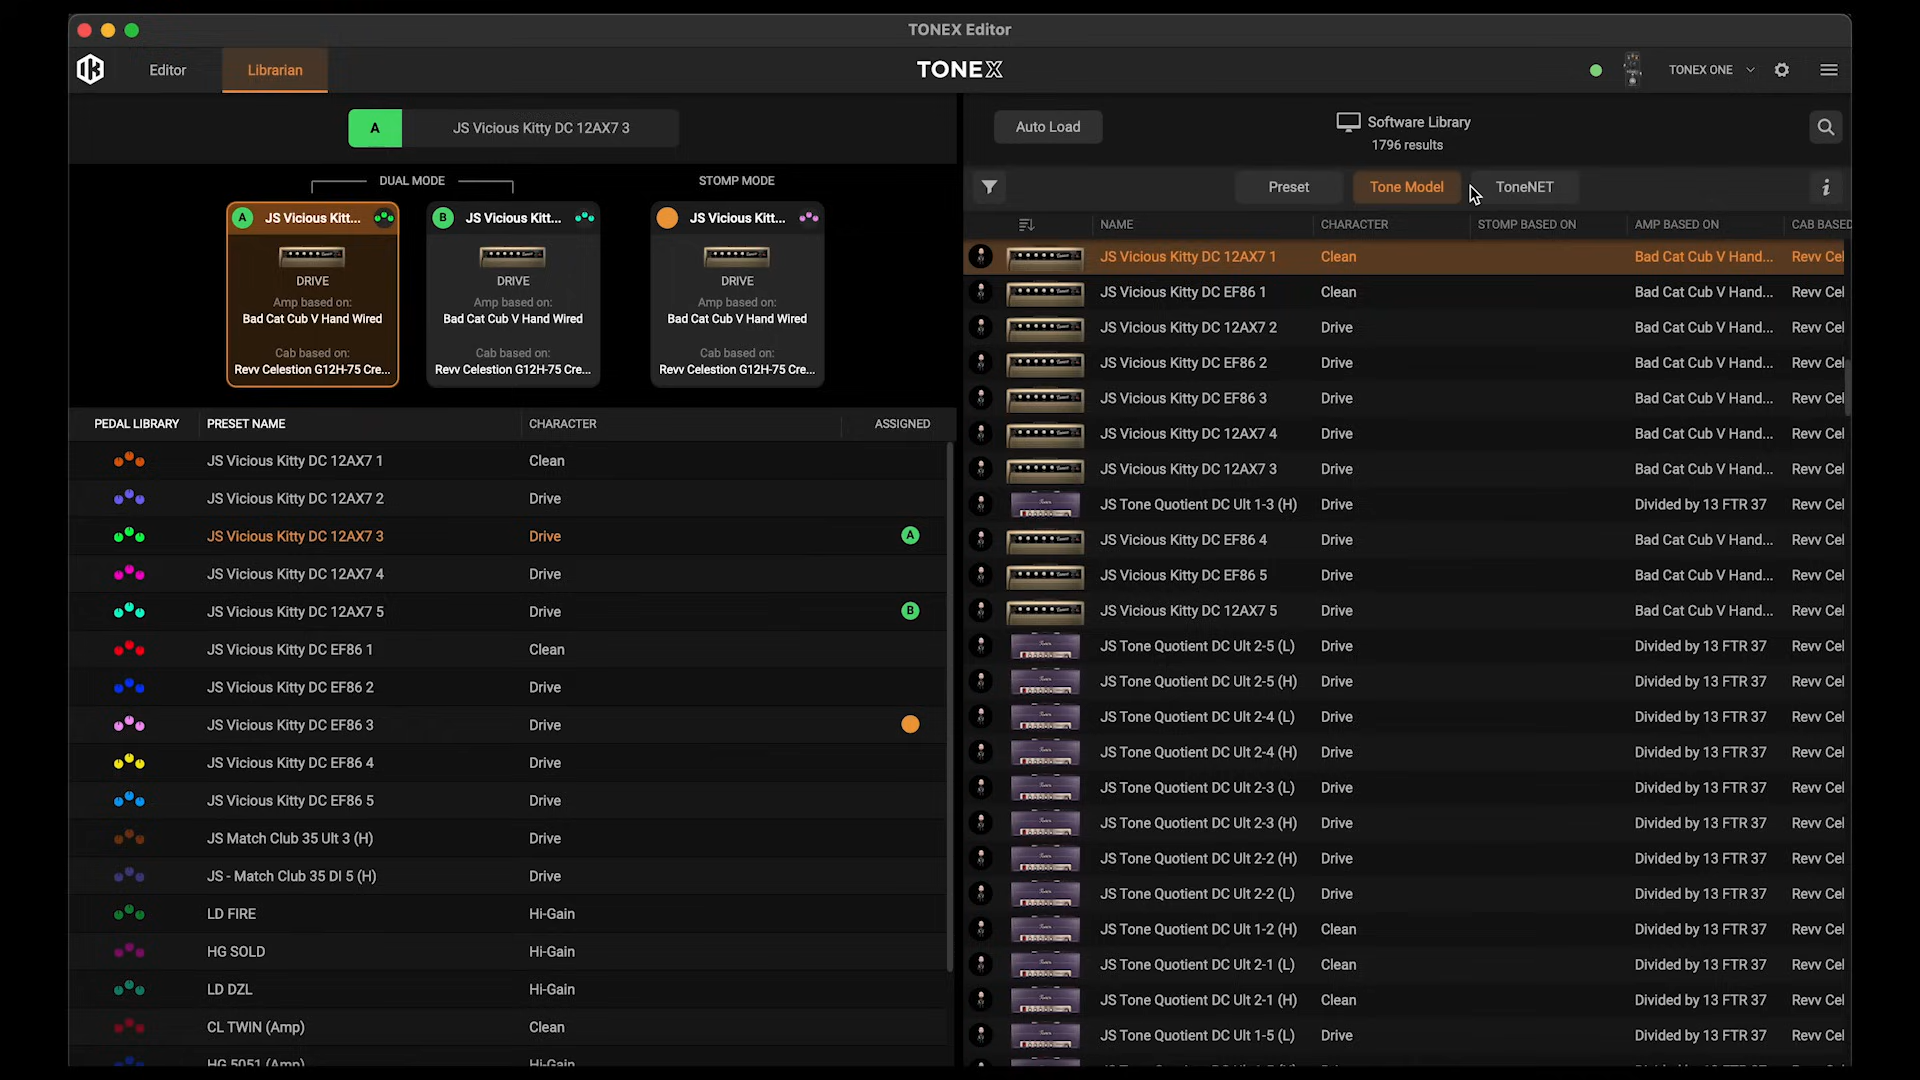 TONEX Editor
Editor
Librarian
TONEX
TONEX ONE
A
JS Vicious Kitty DC 12AX7 3
DUAL MODE
STOMP MODE
A
JS Vicious Kitt...
DRIVE
Amp based on:
Bad Cat Cub V Hand Wired
Cab based on:
Revv Celestion G12H-75 Cre...
B
JS Vicious Kitt...
DRIVE
Amp based on:
Bad Cat Cub V Hand Wired
Cab based on:
Revv Celestion G12H-75 Cre...
JS Vicious Kitt...
DRIVE
Amp based on:
Bad Cat Cub V Hand Wired
Cab based on:
Revv Celestion G12H-75 Cre...
PEDAL LIBRARY PRESET NAME CHARACTER ASSIGNED
JS Vicious Kitty DC 12AX7 1 Clean
JS Vicious Kitty DC 12AX7 2 Drive
JS Vicious Kitty DC 12AX7 3 Drive A
JS Vicious Kitty DC 12AX7 4 Drive
JS Vicious Kitty DC 12AX7 5 Drive B
JS Vicious Kitty DC EF86 1 Clean
JS Vicious Kitty DC EF86 2 Drive
JS Vicious Kitty DC EF86 3 Drive
JS Vicious Kitty DC EF86 4 Drive
JS Vicious Kitty DC EF86 5 Drive
JS Match Club 35 Ult 3 (H) Drive
JS - Match Club 35 DI 5 (H) Drive
LD FIRE Hi-Gain
HG SOLD Hi-Gain
LD DZL Hi-Gain
CL TWIN (Amp) Clean
HG 5051 (Amp) Hi-Gain
Auto Load
Software Library
1796 results
Preset
Tone Model
ToneNET
i
NAME CHARACTER STOMP BASED ON AMP BASED ON CAB BASED
JS Vicious Kitty DC 12AX7 1 Clean Bad Cat Cub V Hand... Revv Cel
JS Vicious Kitty DC EF86 1 Clean Bad Cat Cub V Hand... Revv Cel
JS Vicious Kitty DC 12AX7 2 Drive Bad Cat Cub V Hand... Revv Cel
JS Vicious Kitty DC EF86 2 Drive Bad Cat Cub V Hand... Revv Cel
JS Vicious Kitty DC EF86 3 Drive Bad Cat Cub V Hand... Revv Cel
JS Vicious Kitty DC 12AX7 4 Drive Bad Cat Cub V Hand... Revv Cel
JS Vicious Kitty DC 12AX7 3 Drive Bad Cat Cub V Hand... Revv Cel
JS Tone Quotient DC Ult 1-3 (H) Drive Divided by 13 FTR 37 Revv Cel
JS Vicious Kitty DC EF86 4 Drive Bad Cat Cub V Hand... Revv Cel
JS Vicious Kitty DC EF86 5 Drive Bad Cat Cub V Hand... Revv Cel
JS Vicious Kitty DC 12AX7 5 Drive Bad Cat Cub V Hand... Revv Cel
JS Tone Quotient DC Ult 2-5 (L) Drive Divided by 13 FTR 37 Revv Cel
JS Tone Quotient DC Ult 2-5 (H) Drive Divided by 13 FTR 37 Revv Cel
JS Tone Quotient DC Ult 2-4 (L) Drive Divided by 13 FTR 37 Revv Cel
JS Tone Quotient DC Ult 2-4 (H) Drive Divided by 13 FTR 37 Revv Cel
JS Tone Quotient DC Ult 2-3 (L) Drive Divided by 13 FTR 37 Revv Cel
JS Tone Quotient DC Ult 2-3 (H) Drive Divided by 13 FTR 37 Revv Cel
JS Tone Quotient DC Ult 2-2 (H) Drive Divided by 13 FTR 37 Revv Cel
JS Tone Quotient DC Ult 2-2 (L) Drive Divided by 13 FTR 37 Revv Cel
JS Tone Quotient DC Ult 1-2 (H) Clean Divided by 13 FTR 37 Revv Cel
JS Tone Quotient DC Ult 2-1 (L) Clean Divided by 13 FTR 37 Revv Cel
JS Tone Quotient DC Ult 2-1 (H) Clean Divided by 13 FTR 37 Revv Cel
JS Tone Quotient DC Ult 1-5 (L) Drive Divided by 13 FTR 37 Revv Cel